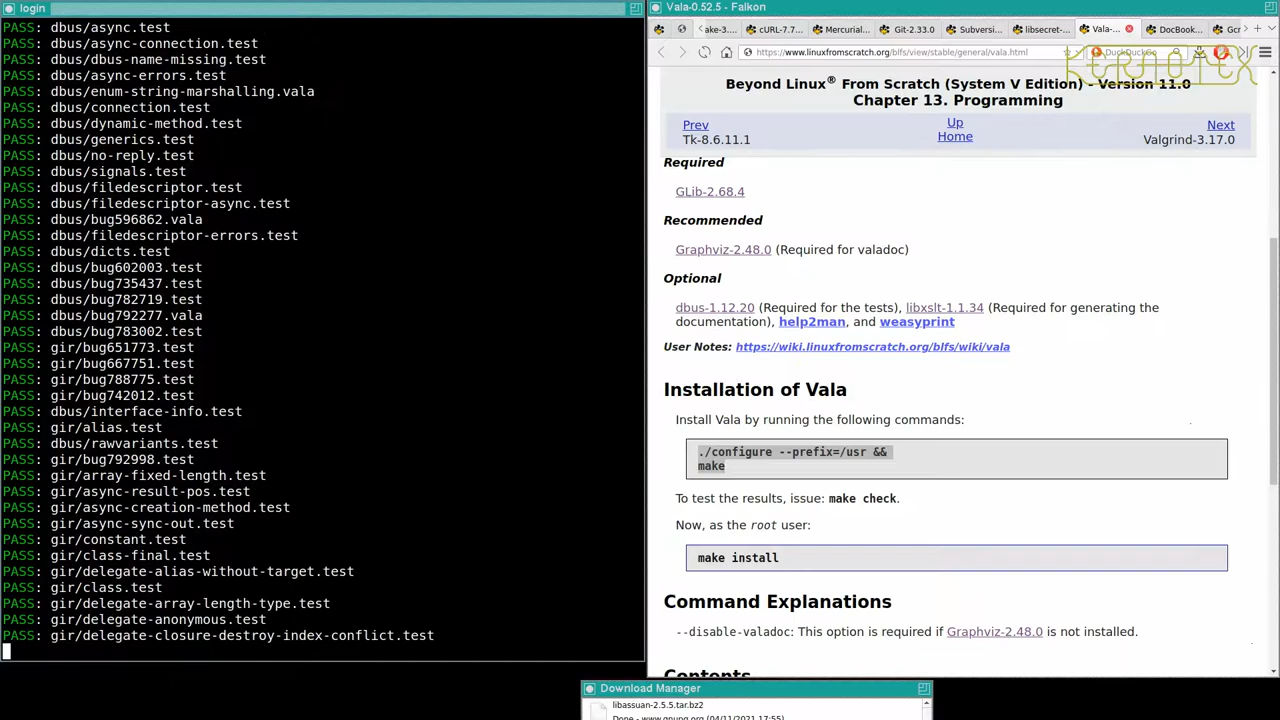 login
PASS: dbus/async.test
PASS: dbus/async-connection.test
PASS: dbus/dbus-name-missing.test
PASS: dbus/async-errors.test
PASS: dbus/enum-string-marshalling.vala
PASS: dbus/connection.test
PASS: dbus/dynamic-method.test
PASS: dbus/generics.test
PASS: dbus/no-reply.test
PASS: dbus/signals.test
PASS: dbus/filedescriptor.test
PASS: dbus/filedescriptor-async.test
PASS: dbus/bug596862.vala
PASS: dbus/filedescriptor-errors.test
PASS: dbus/dicts.test
PASS: dbus/bug602003.test
PASS: dbus/bug735437.test
PASS: dbus/bug782719.test
PASS: dbus/bug792277.vala
PASS: dbus/bug783002.test
PASS: gir/bug651773.test
PASS: gir/bug667751.test
PASS: gir/bug788775.test
PASS: gir/bug742012.test
PASS: dbus/interface-info.test
PASS: gir/alias.test
PASS: dbus/rawvariants.test
PASS: gir/bug792998.test
PASS: gir/array-fixed-length.test
PASS: gir/async-result-pos.test
PASS: gir/async-creation-method.test
PASS: gir/async-sync-out.test
PASS: gir/constant.test
PASS: gir/class-final.test
PASS: gir/delegate-alias-without-target.test
PASS: gir/class.test
PASS: gir/delegate-array-length-type.test
PASS: gir/delegate-anonymous.test
PASS: gir/delegate-closure-destroy-index-conflict.test
Vala-0.52.5 - Falkon
ake-3.... cURL-7.7... Mercurial... Git-2.33.0 Subversi... libsecret-... Vala-... DocBook... Gcr
https://www.linuxfromscratch.org/blfs/view/stable/general/vala.html DuckDuckGo
KERNOTEX
Beyond Linux® From Scratch (System V Edition) - Version 11.0
Chapter 13. Programming
Prev Up Next
Tk-8.6.11.1 Home Valgrind-3.17.0
Required
GLib-2.68.4
Recommended
Graphviz-2.48.0 (Required for valadoc)
Optional
dbus-1.12.20 (Required for the tests), libxslt-1.1.34 (Required for generating the
documentation), help2man, and weasyprint
User Notes: https://wiki.linuxfromscratch.org/blfs/wiki/vala
Installation of Vala
Install Vala by running the following commands:
./configure --prefix=/usr &&
make
To test the results, issue: make check.
Now, as the root user:
make install
Command Explanations
--disable-valadoc: This option is required if Graphviz-2.48.0 is not installed.
Contents
Download Manager
libassuan-2.5.5.tar.bz2
Done - www.gnupg.org (04/11/2021 17:55)